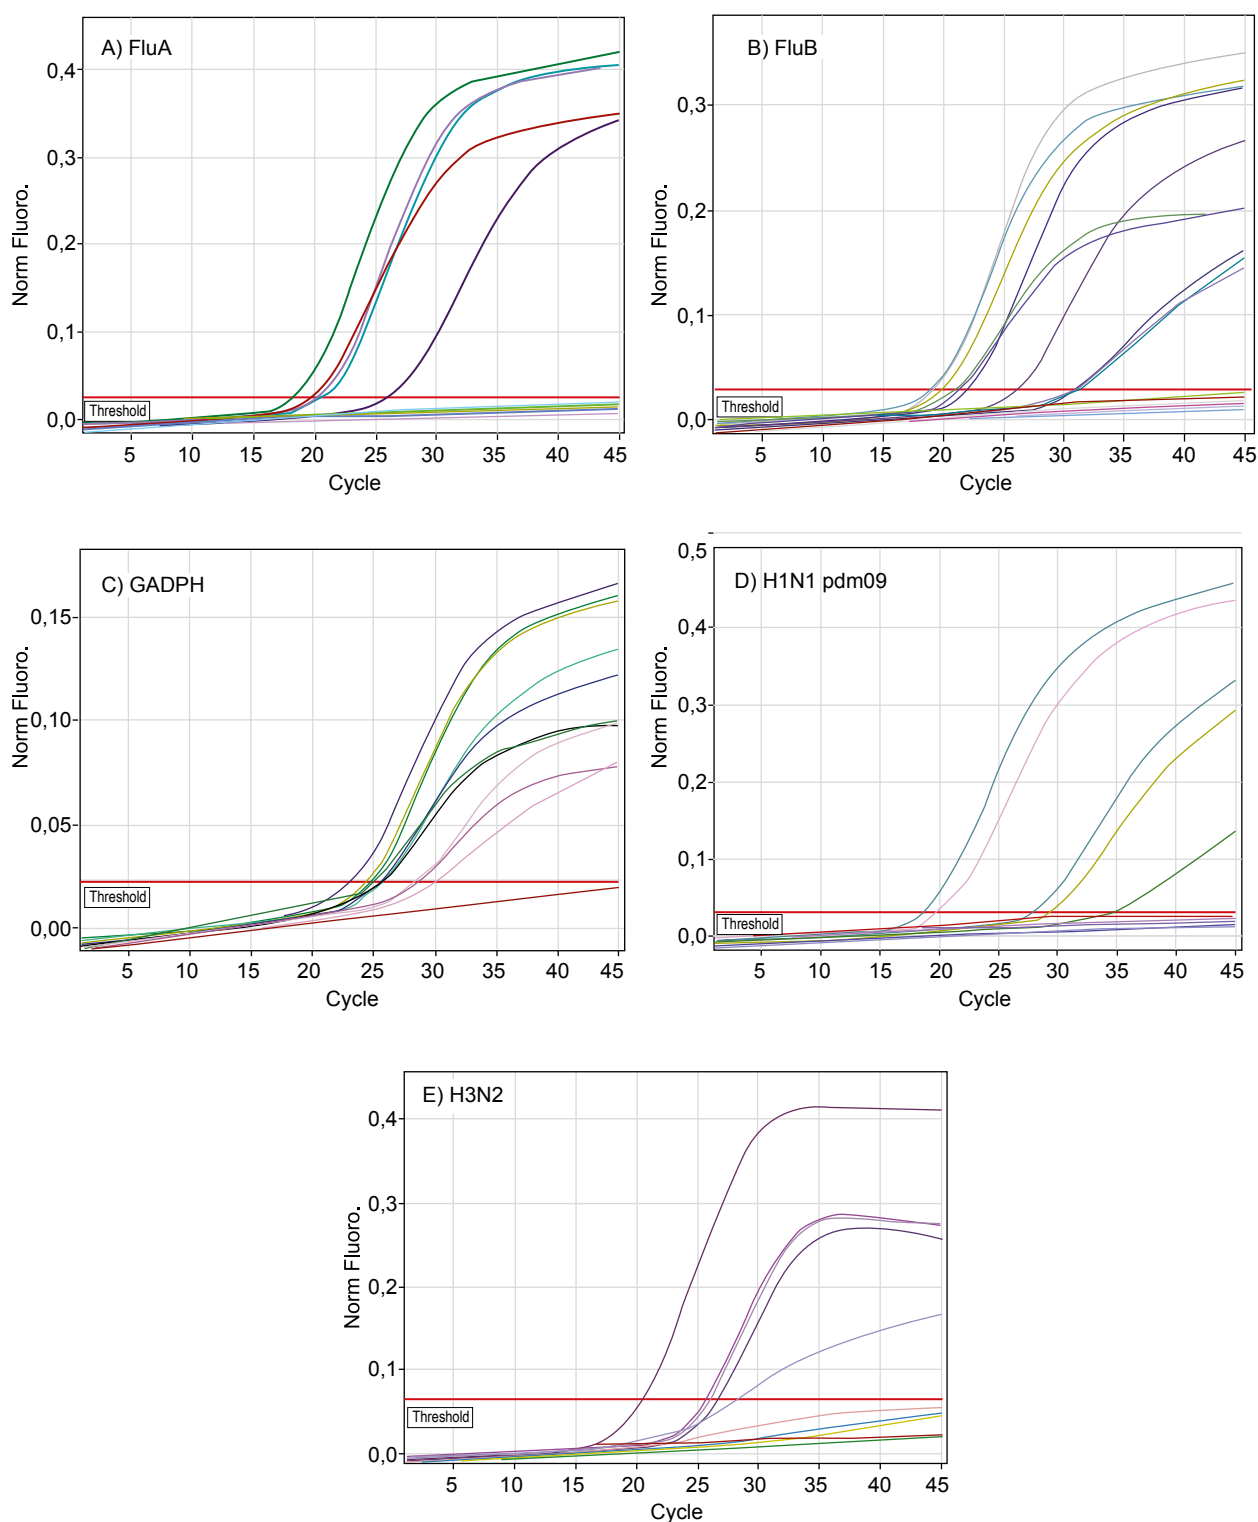 A) FluA
0,4
0,3
0,2
0,1
0.0
Norm Fluoro.
Threshold
5 10 15 20 25 30 35 40 45
Cycle
B) FluB
0,3
0,2
0,1
0.0
Norm Fluoro.
Threshold
5 10 15 20 25 30 35 40 45
Cycle
C) GADPH
0,15
0,10
0,05
0,00
Norm Fluoro.
Threshold
5 10 15 20 25 30 35 40 45
Cycle
D) H1N1 pdm09
0,5
0,4
0,3
0,2
0,1
0,0
Norm Fluoro.
Threshold
5 10 15 20 25 30 35 40 45
Cycle
E) H3N2
0,4
0,3
0,2
0,1
0,0
Norm Fluoro.
Threshold
5 10 15 20 25 30 35 40 45
Cycle